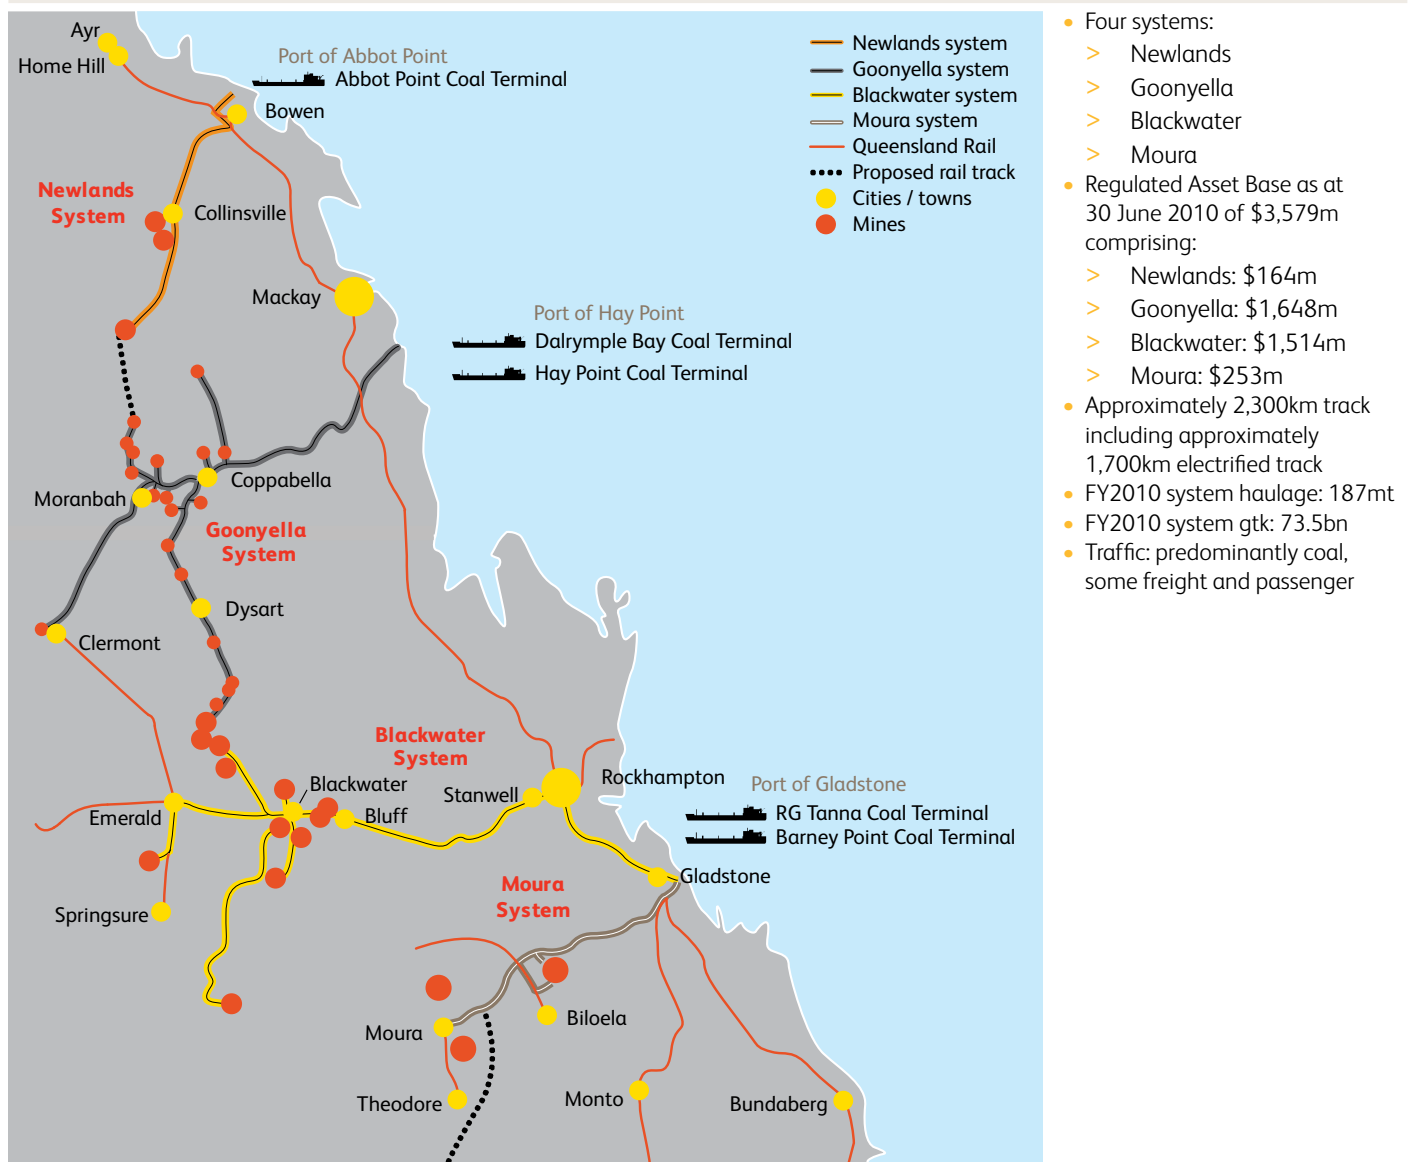 Ayr
Home Hill
Port of Abbot Point
Abbot Point Coal Terminal
Bowen
Newlands
System
Collinsville
Mackay
Port of Hay Point
Dalrymple Bay Coal Terminal
Hay Point Coal Terminal
Coppabella
Moranbah
Goonyella
System
Dysart
Clermont
Blackwater
System
Blackwater
Stanwell
Rockhampton
Emerald
Bluff
Port of Gladstone
RG Tanna Coal Terminal
Barney Point Coal Terminal
Gladstone
Moura
System
Springsure
Biloela
Moura
Theodore
Monto
Bundaberg
Newlands system
Goonyella system
Blackwater system
Moura system
Queensland Rail
Proposed rail track
Cities / towns
Mines
• Four systems:
> Newlands
> Goonyella
> Blackwater
> Moura
• Regulated Asset Base as at
30 June 2010 of $3,579m
comprising:
> Newlands: $164m
> Goonyella: $1,648m
> Blackwater: $1,514m
> Moura: $253m
• Approximately 2,300km track
including approximately
1,700km electrified track
• FY2010 system haulage: 187mt
• FY2010 system gtk: 73.5bn
• Traffic: predominantly coal,
some freight and passenger